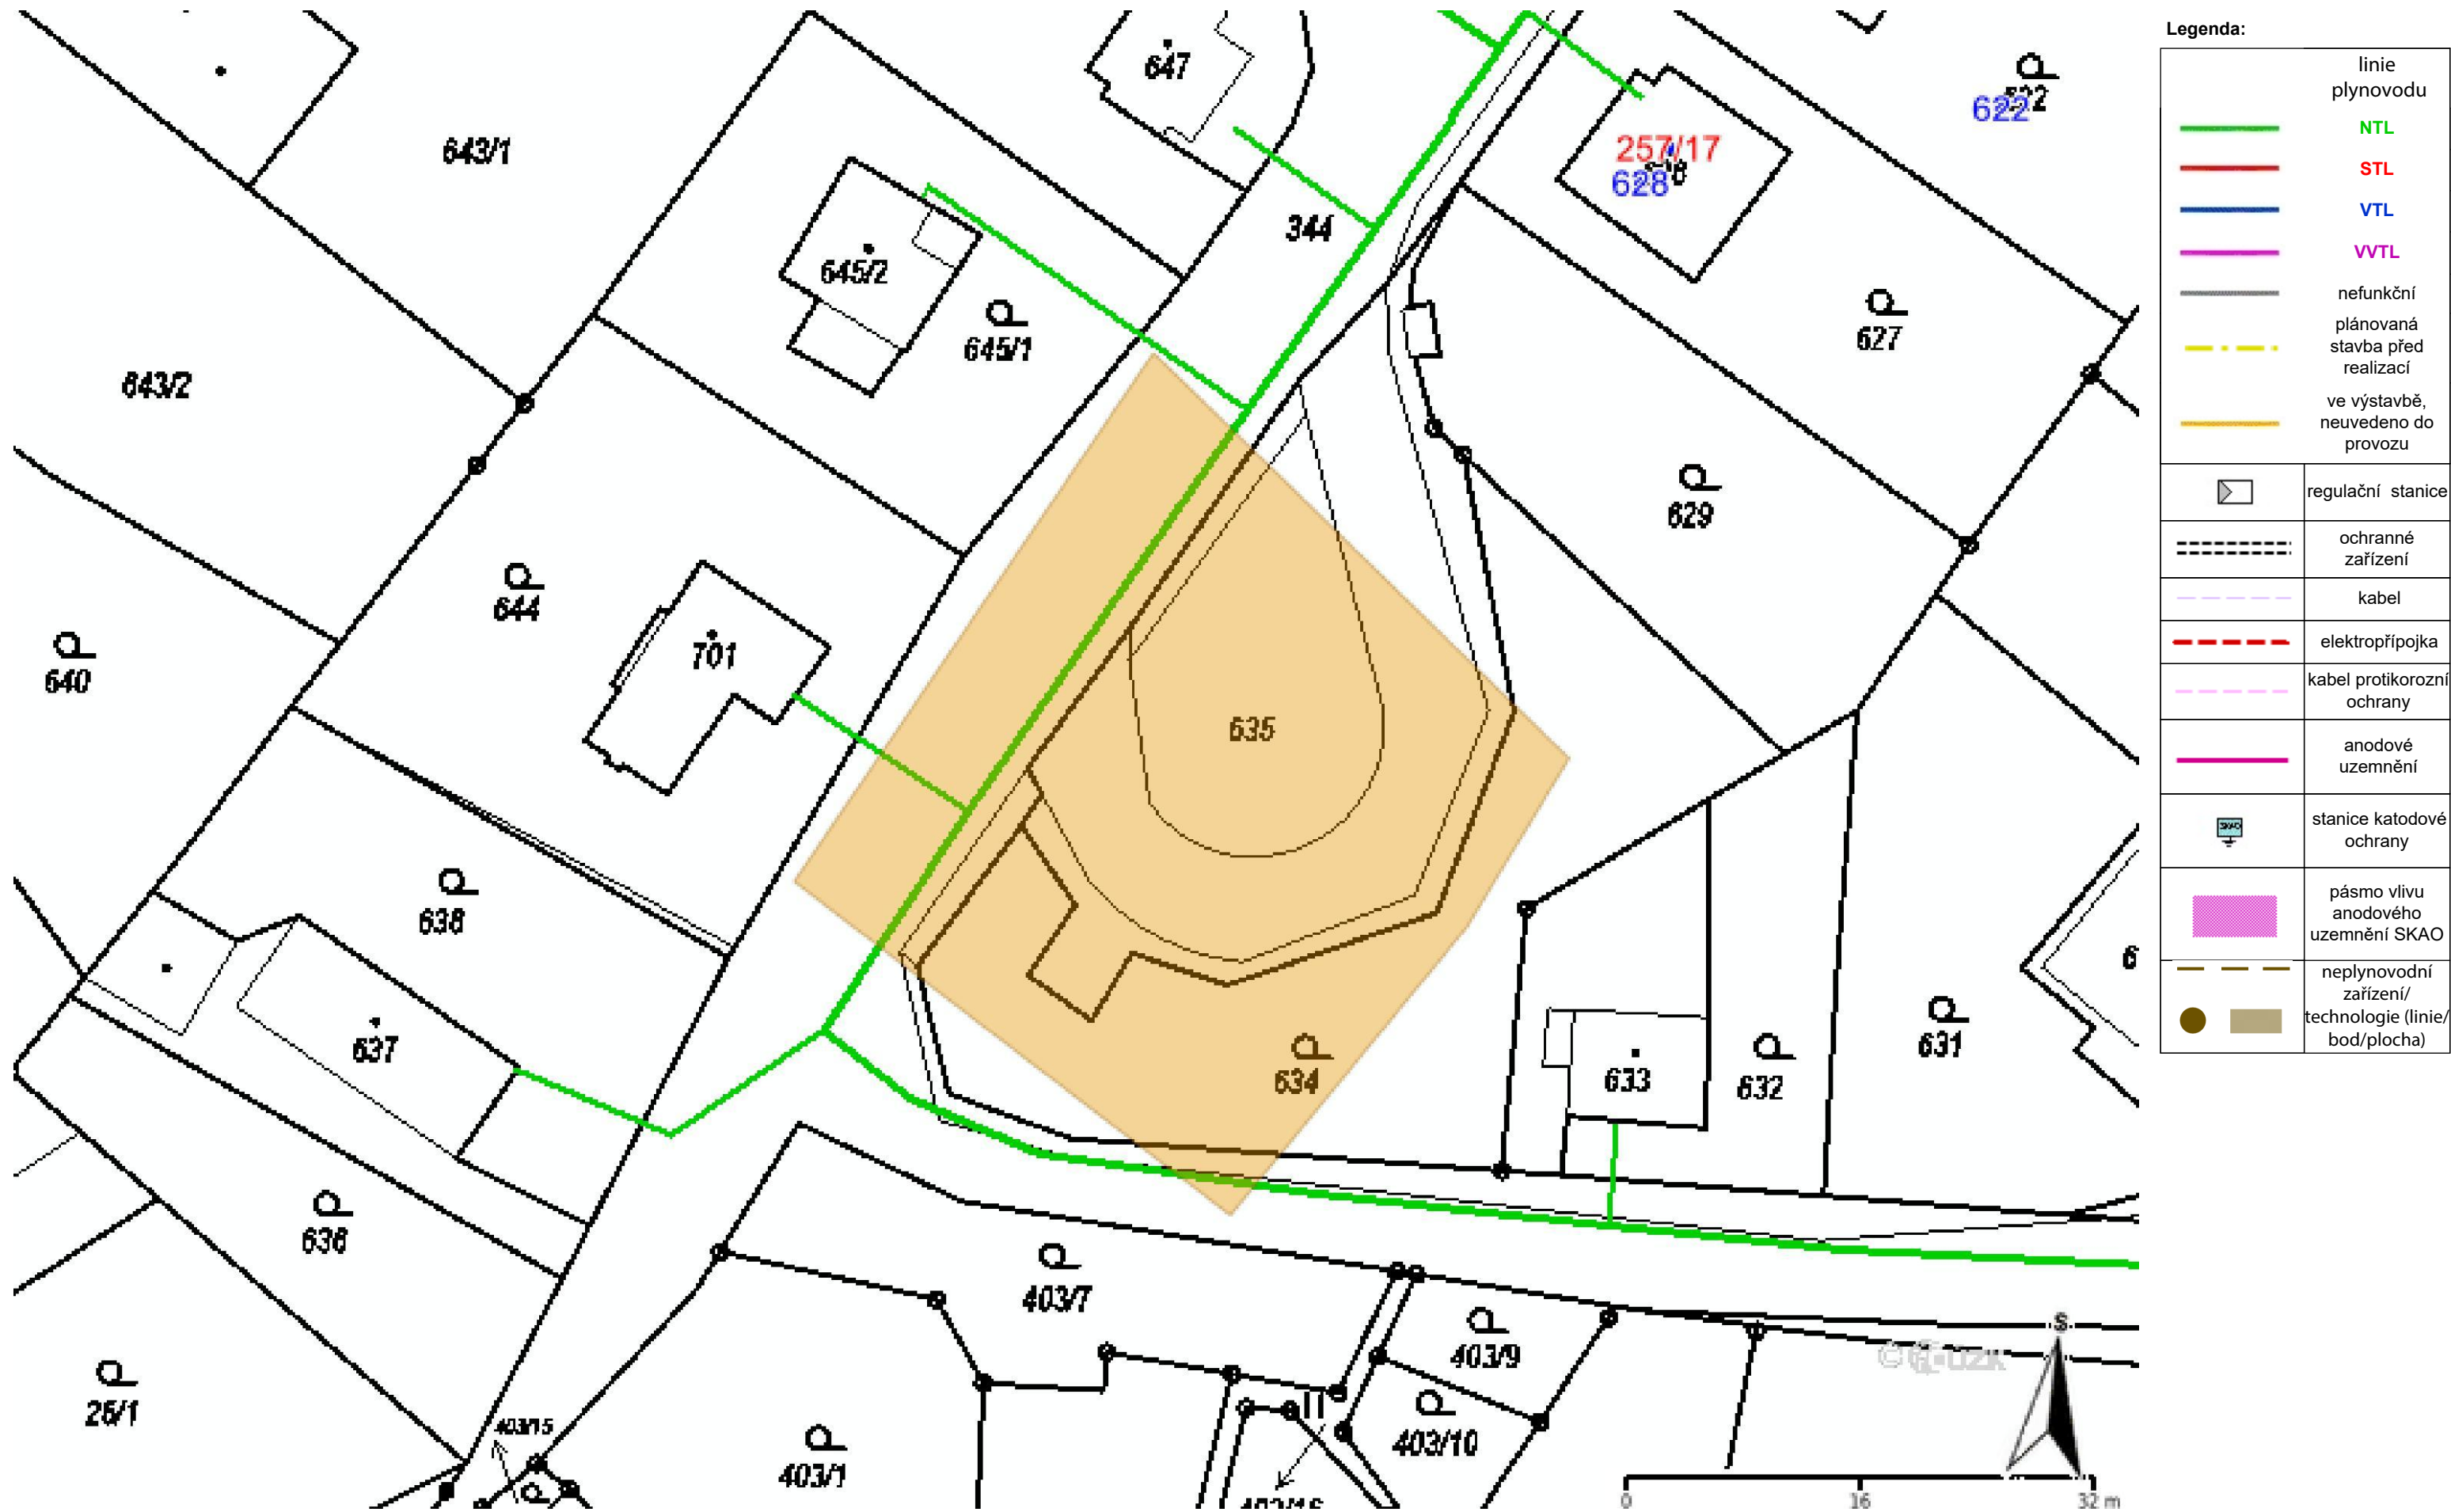 Legenda:
linie
plynovodu
NTL
STL
VTL
VVTL
nefunkční
plánovaná
stavba před
realizací
ve výstavbě,
neuvedeno do
provozu
regulační stanice
ochranné
zařízení
kabel
elektropřípojka
kabel protikorozní
ochrany
anodové
uzemnění
SKAO
stanice katodové
ochrany
pásmo vlivu
anodového
uzemnění SKAO
neplynovodní
zařízení/
technologie (linie/
bod/plocha)
647
622
643/1
257/17
628
344
645/2
645/1
627
643/2
629
644
701
640
635
638
637
634
633
632
631
6
636
403/7
403/9
26/1
403/15
403/1
403/10
S
0
16
32 m